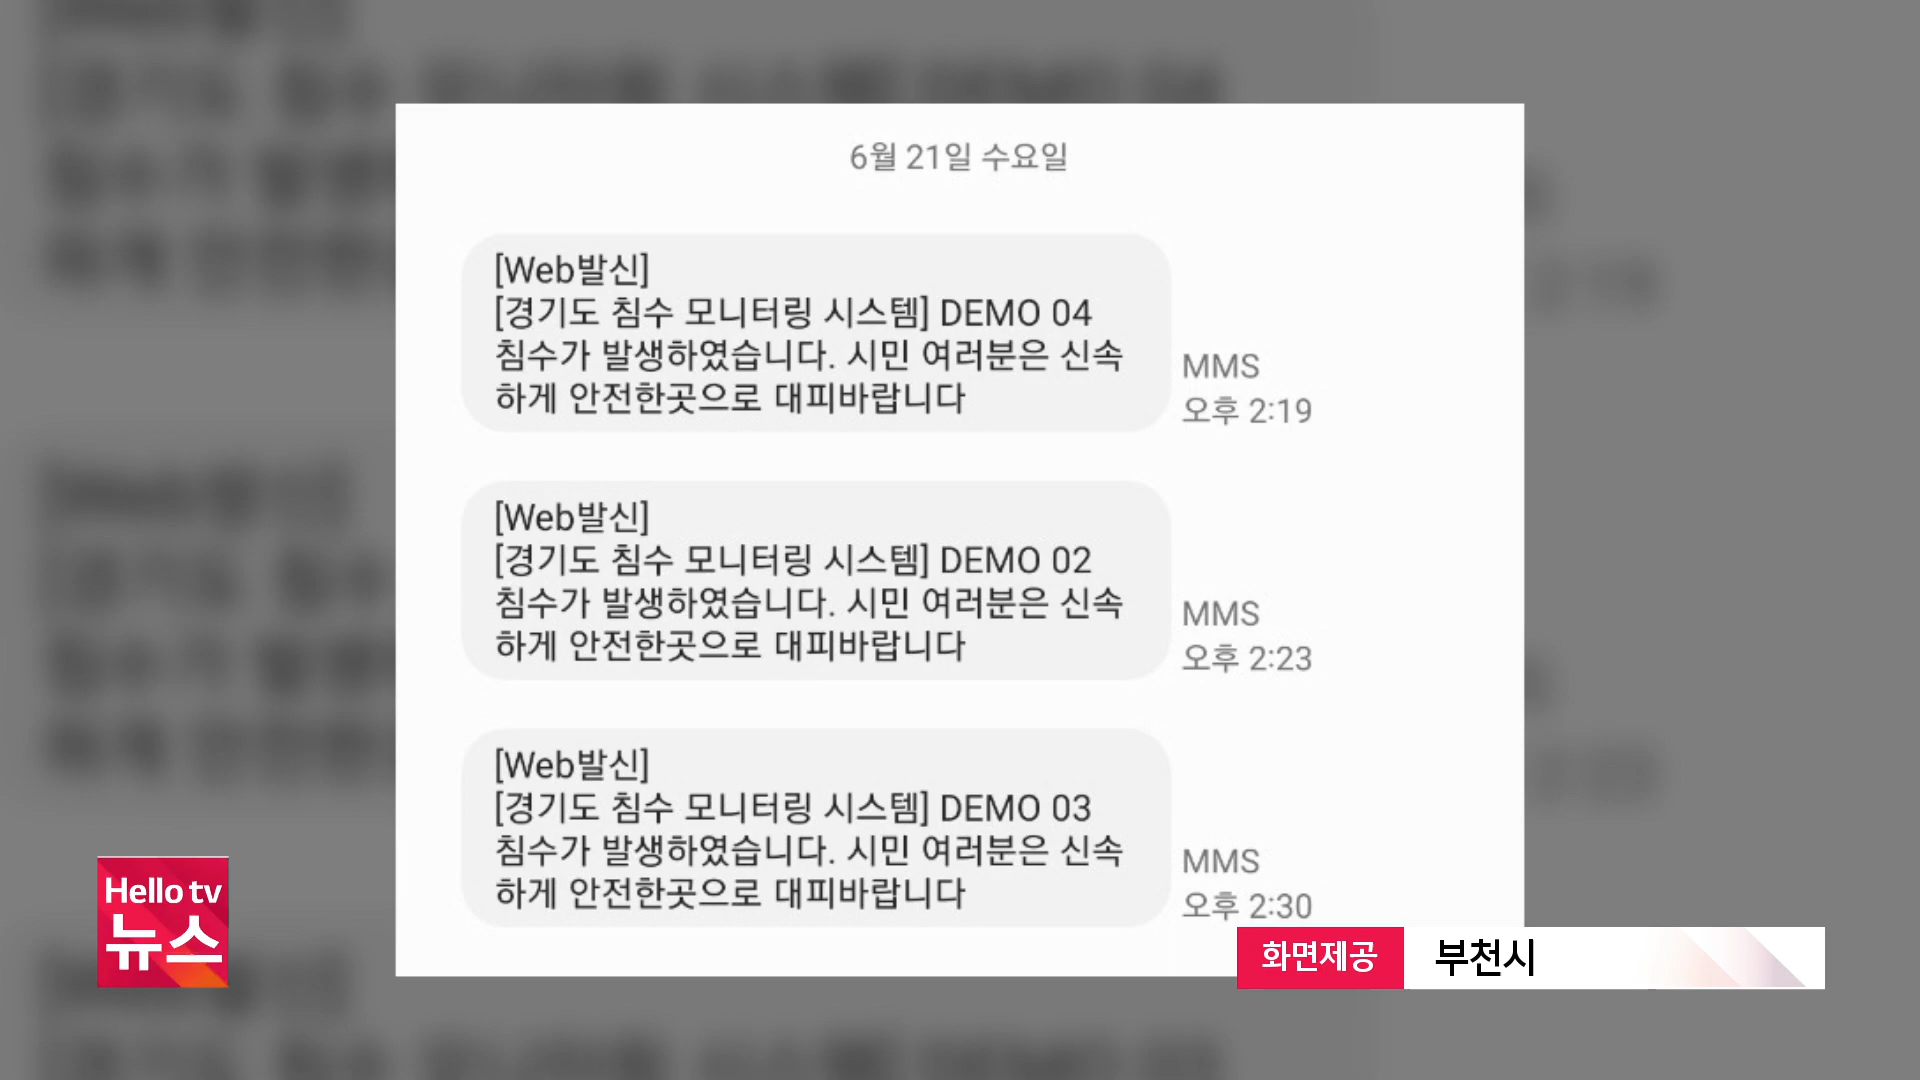 6월 21일 수요일
[Web발신]
[경기도 침수 모니터링 시스템] DEMO 04
침수가 발생하였습니다. 시민 여러분은 신속
하게 안전한곳으로 대피바랍니다
MMS
오후 2:19
[Web발신]
[경기도 침수 모니터링 시스템] DEMO 02
침수가 발생하였습니다. 시민 여러분은 신속
하게 안전한곳으로 대피바랍니다
MMS
오후 2:23
[Web발신]
[경기도 침수 모니터링 시스템] DEMO 03
침수가 발생하였습니다. 시민 여러분은 신속
하게 안전한곳으로 대피바랍니다
MMS
오후 2:30
Hello tv
뉴스
화면제공 부천시